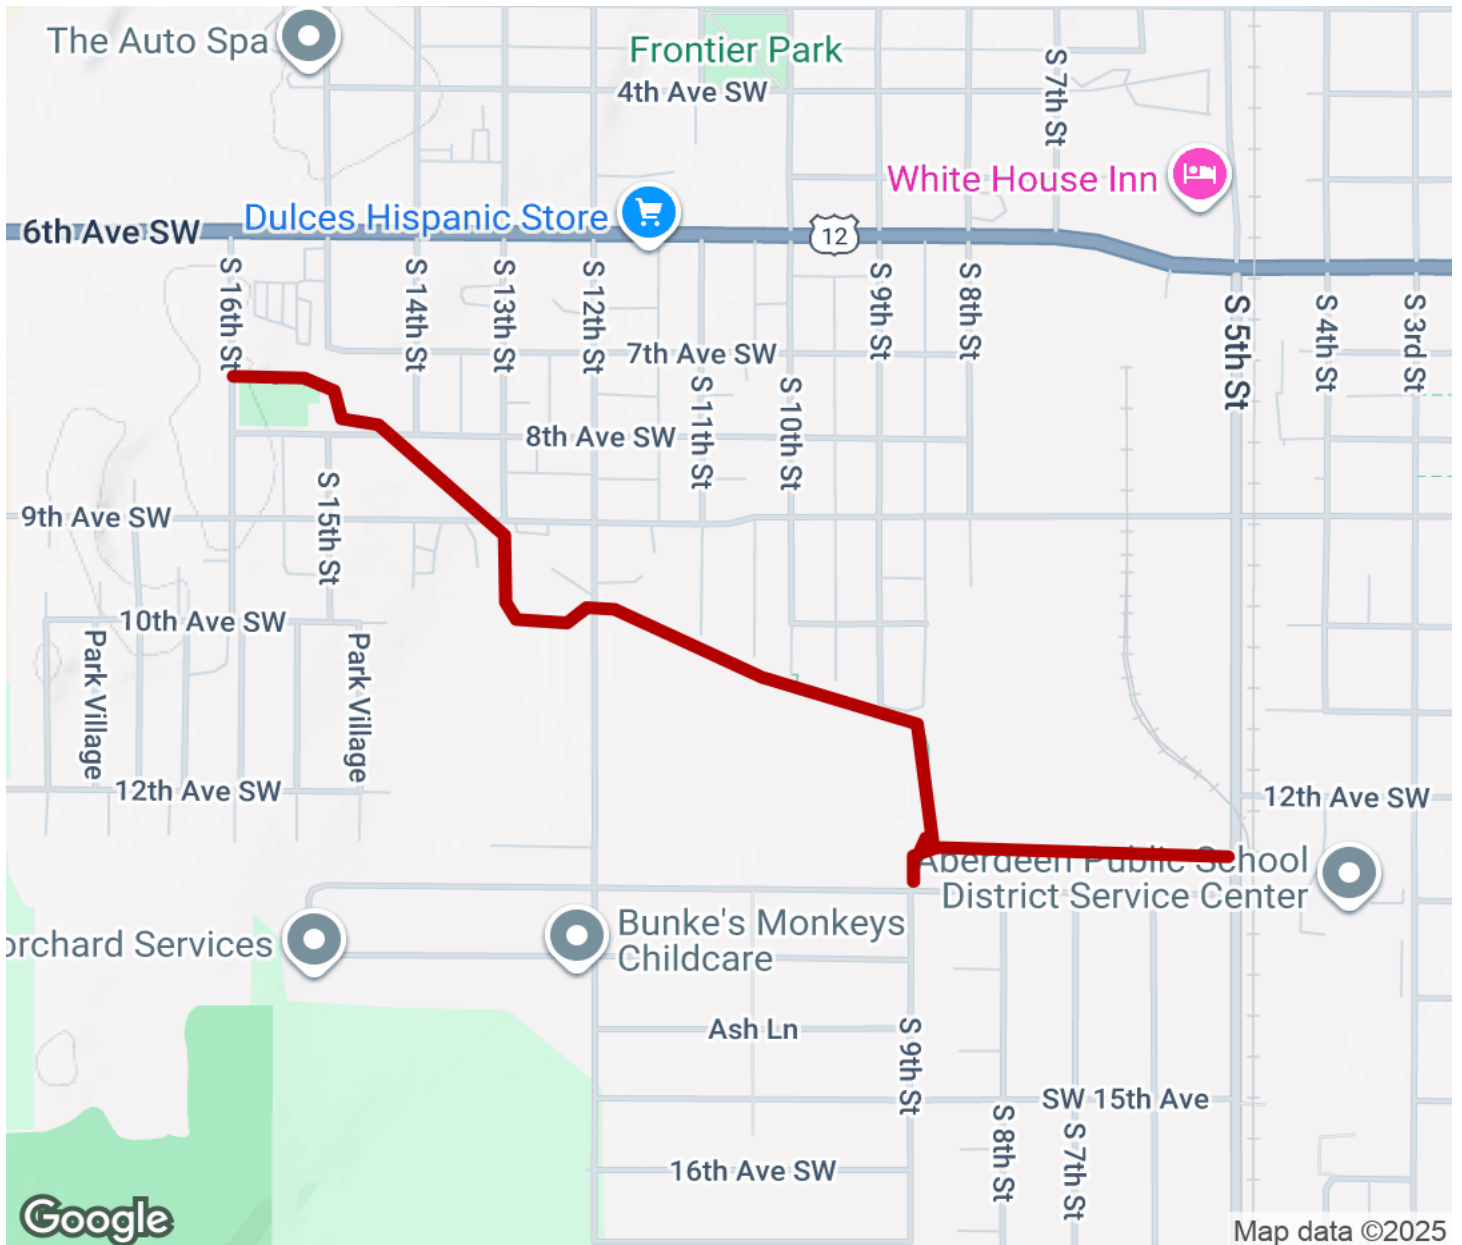 The Auto Spa
Frontier Park
4th Ave SW
S 7th St
White House Inn
Dulces Hispanic Store
6th Ave SW
12
S 16th St
S 14th St
S 13th St
S 12th St
S 9th St
S 8th St
S 5th St
S 4th St
S 3rd St
7th Ave SW
S 11th St
S 10th St
8th Ave SW
S 15th St
9th Ave SW
10th Ave SW
Park Village
Park Village
12th Ave SW
12th Ave SW
Aberdeen Public School
District Service Center
orchard Services
Bunke's Monkeys
Childcare
Ash Ln
S 9th St
SW 15th Ave
S 8th St
S 7th St
16th Ave SW
Google
Map data ©2025